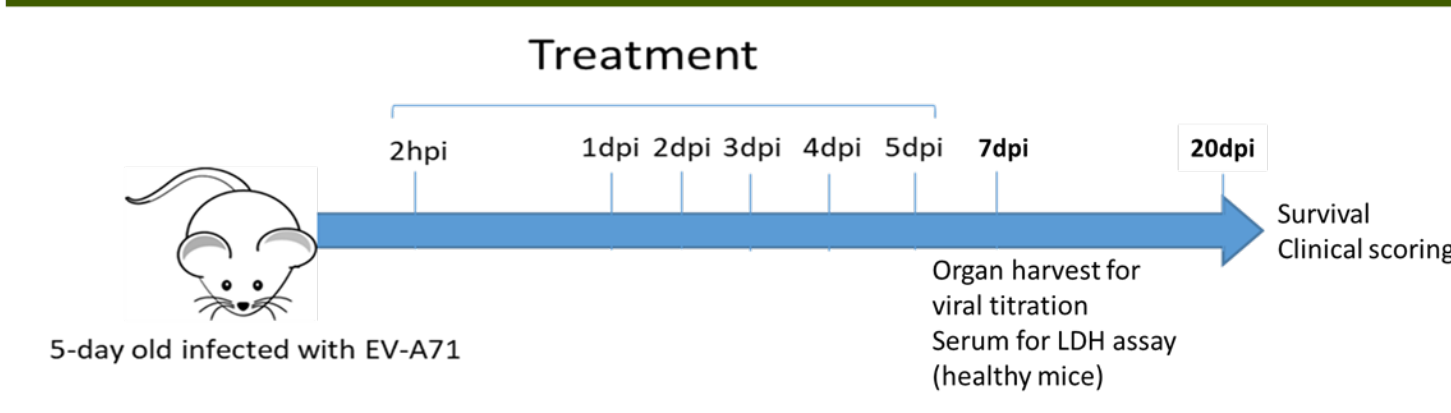 Treatment
2hpi 1dpi 2dpi 3dpi 4dpi 5dpi 7dpi 20dpi
Survival
Clinical scoring
Organ harvest for
viral titration
Serum for LDH assay
(healthy mice)
5-day old infected with EV-A71